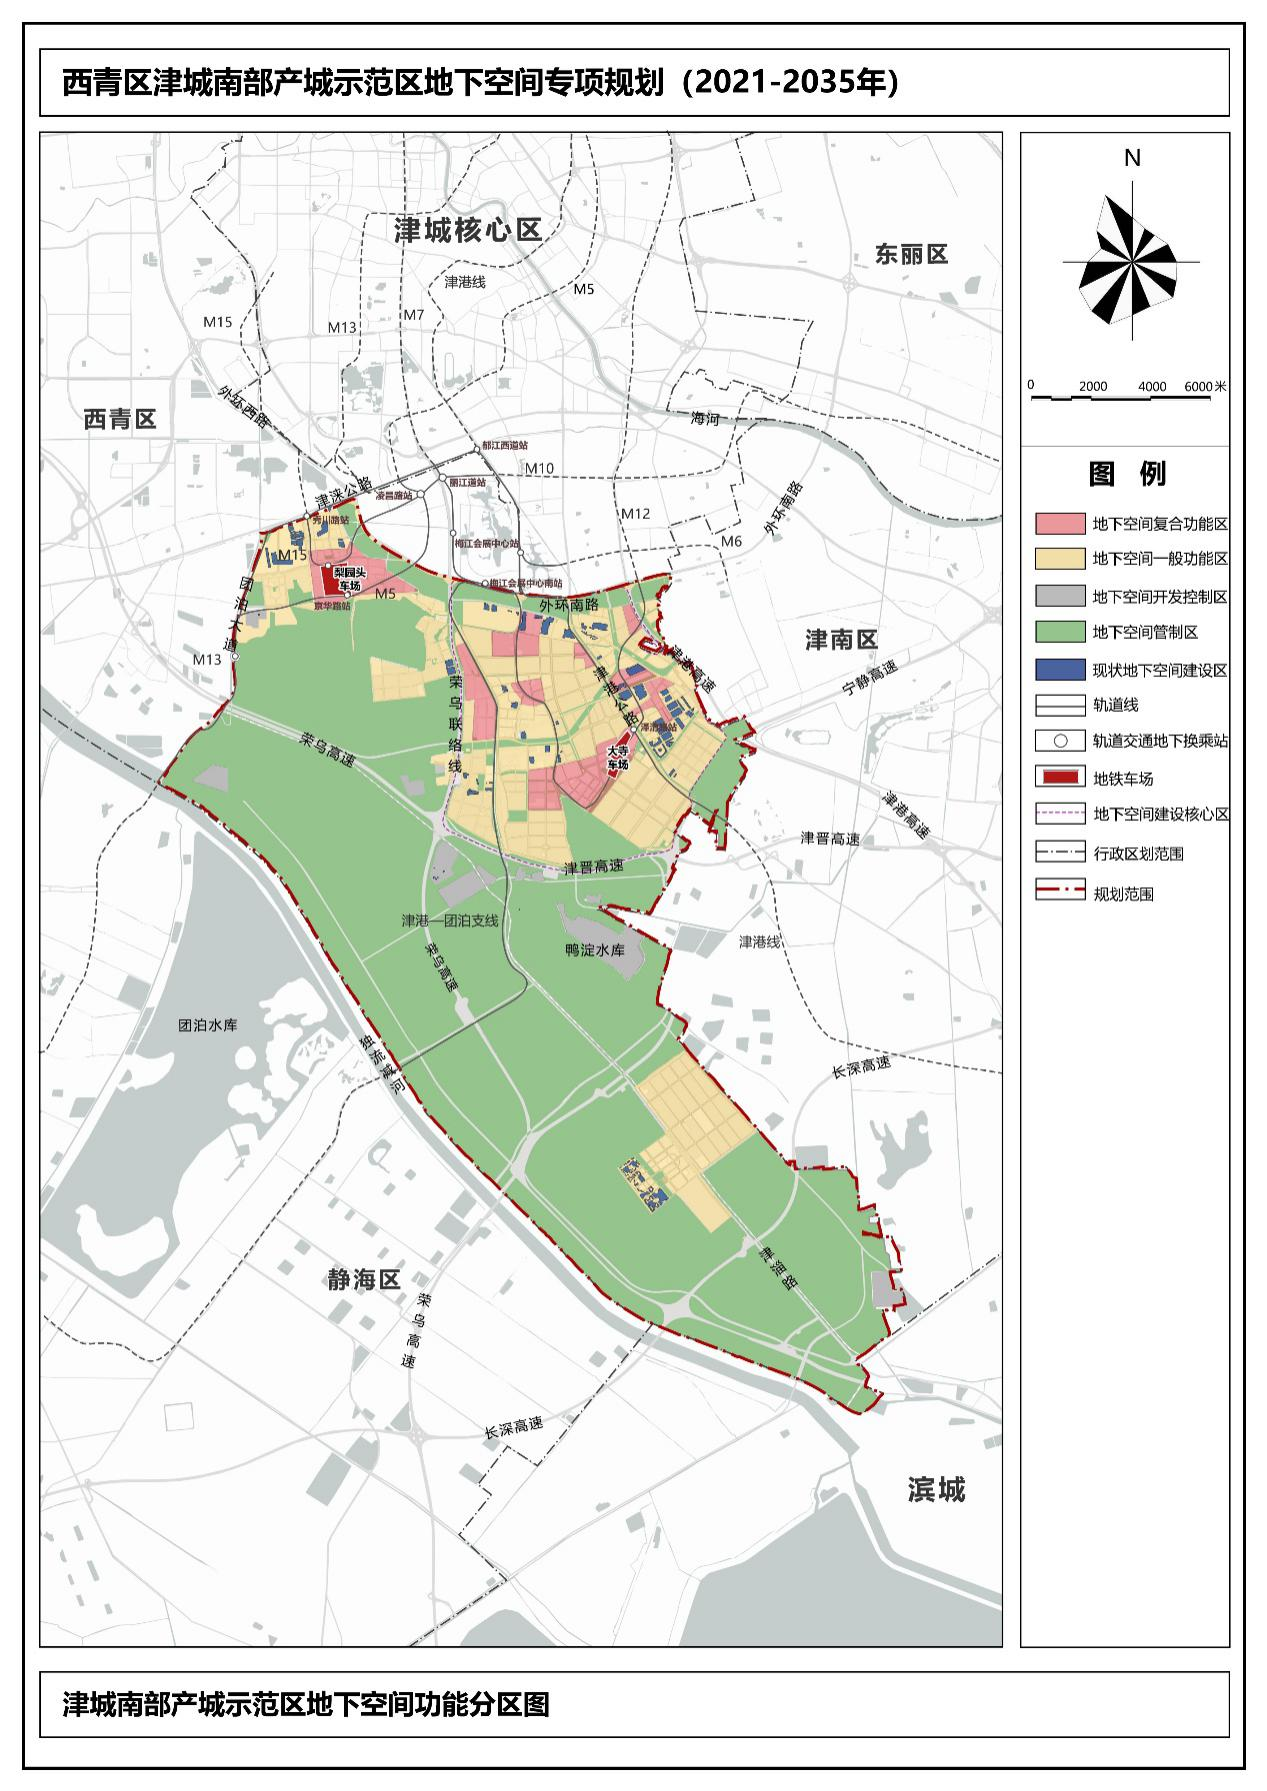 西青区津城南部产城示范区地下空间专项规划（2021-2035年）
津城核心区
东丽区
津港线
M5
M15
M13
M7
外环西路
西青区
海河
郁江西道站
M10
丽江道站
凌昌路站
津涞公路
外环南路
M12
秀川路站
M6
梅江会展中心站
M15
梨园头
车场
梅江会展中心南站
M5
京华路站
外环南路
团泊大道
津南区
M13
津港高速
宁静高速
荣乌联络线
津港公路
泽洁路站
大寺
车场
荣乌高速
津港高速
津晋高速
津晋高速
津港—团泊支线
鸭淀水库
津港线
荣乌高速
团泊水库
独流减河
长深高速
津淄路
静海区
荣乌高速
长深高速
滨城
N
0 2000 4000 6000米
图 例
地下空间复合功能区
地下空间一般功能区
地下空间开发控制区
地下空间管制区
现状地下空间建设区
轨道线
轨道交通地下换乘站
地铁车场
地下空间建设核心区
行政区划范围
规划范围
津城南部产城示范区地下空间功能分区图